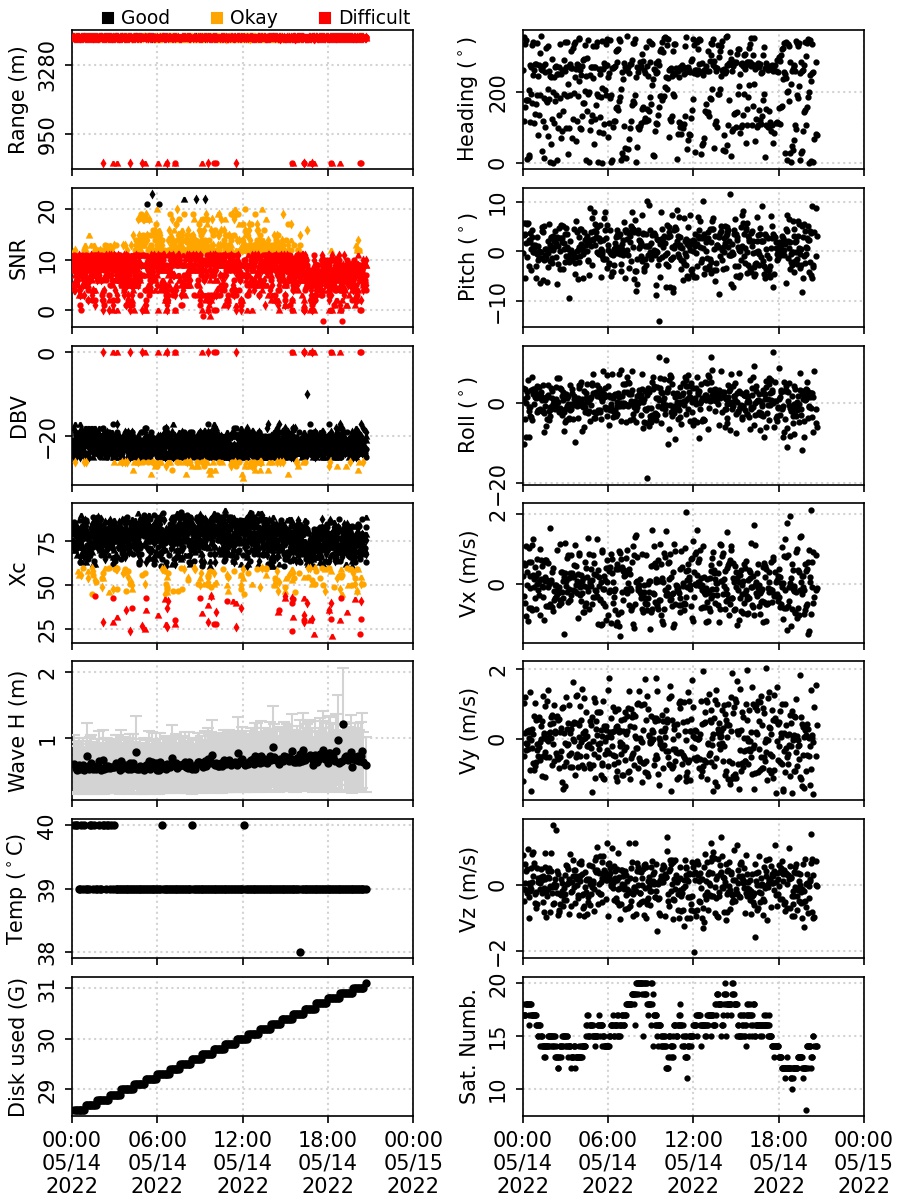 Good Okay Difficult
Range (m)
3280
950
Heading ( ° )
200
0
SNR
20
10
0
Pitch ( ° )
10
0
−10
DBV
0
−20
Roll ( ° )
0
−20
Xc
75
50
25
Vx (m/s)
2
0
Wave H (m)
2
1
Vy (m/s)
2
0
Temp ( ° C)
40
39
38
Vz (m/s)
0
−2
Disk used (G)
31
30
29
Sat. Numb.
20
15
10
00:00 06:00 12:00 18:00 00:00
05/14 05/14 05/14 05/14 05/15
2022 2022 2022 2022 2022
00:00 06:00 12:00 18:00 00:00
05/14 05/14 05/14 05/14 05/15
2022 2022 2022 2022 2022